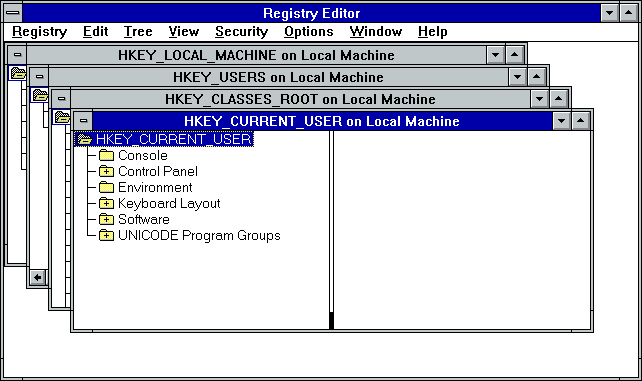 Registry Editor
Registry Edit Tree View Security Options Window Help
HKEY_LOCAL_MACHINE on Local Machine
HKEY_USERS on Local Machine
HKEY_CLASSES_ROOT on Local Machine
HKEY_CURRENT_USER on Local Machine
HKEY_CURRENT_USER
Console
Control Panel
Environment
Keyboard Layout
Software
UNICODE Program Groups